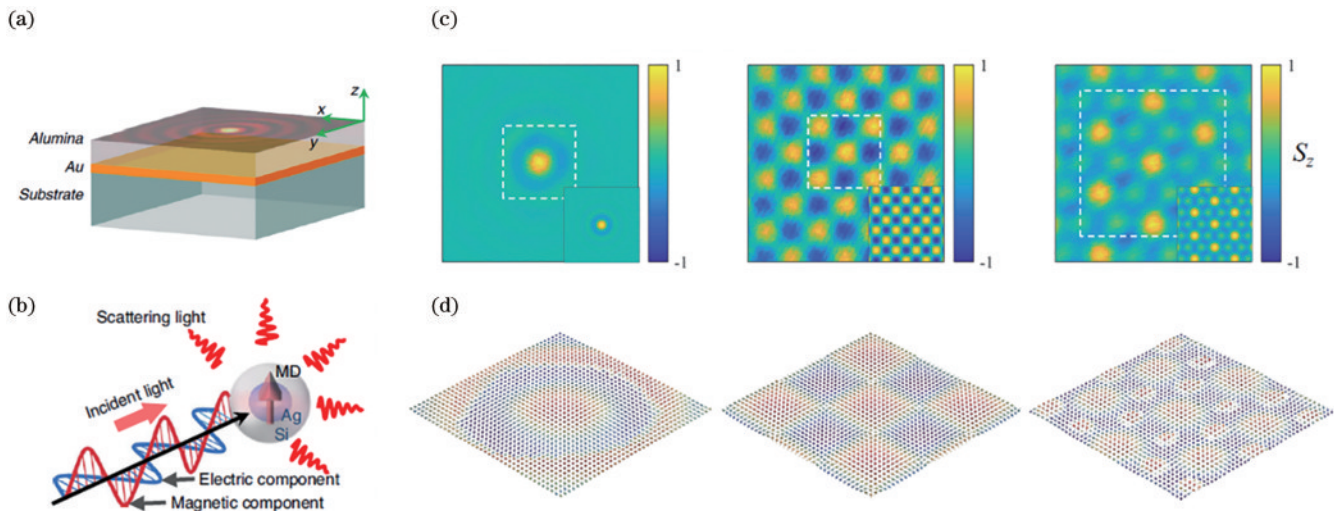 (a)
z
x
y
Alumina
Au
Substrate
(b)
Scattering light
MD
Incident light
Ag
Si
Electric component
Magnetic component
(c)
1
-1
1
-1
1
-1
S_z
(d)